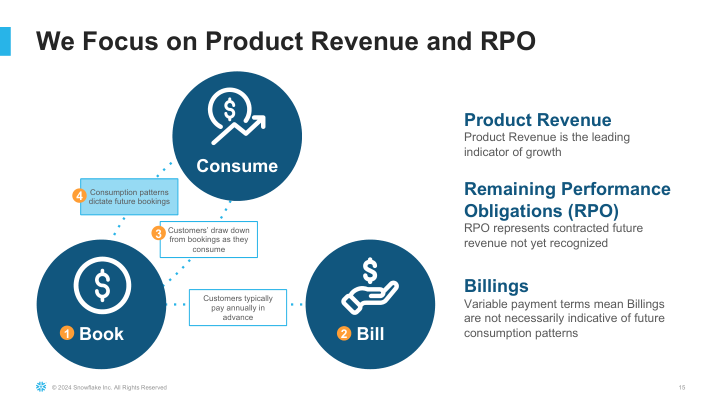 We Focus on Product Revenue and RPO
Consume
4
Consumption patterns
dictate future bookings
3
Customers' draw down
from bookings as they
consume
Customers typically
pay annually in
advance
1 Book
2 Bill
Product Revenue
Product Revenue is the leading
indicator of growth
Remaining Performance
Obligations (RPO)
RPO represents contracted future
revenue not yet recognized
Billings
Variable payment terms mean Billings
are not necessarily indicative of future
consumption patterns
© 2024 Snowflake Inc. All Rights Reserved
15